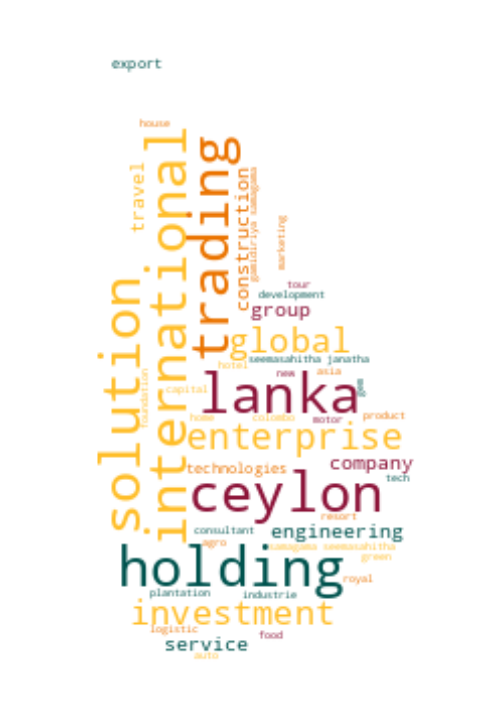 export
house
travel
international
trading
construction
gamidiriya samagama
marketing
tour
development
group
solution
global
seemasahitha janatha
hotel
new
asia
foundation
capital
lanka
gem
home
colombo
motor
product
enterprise
technologies
company
ceylon
tech
resort
consultant
engineering
agro
samagama seemasahitha
green
holding
royal
plantation
industrie
investment
logistic
food
service
auto